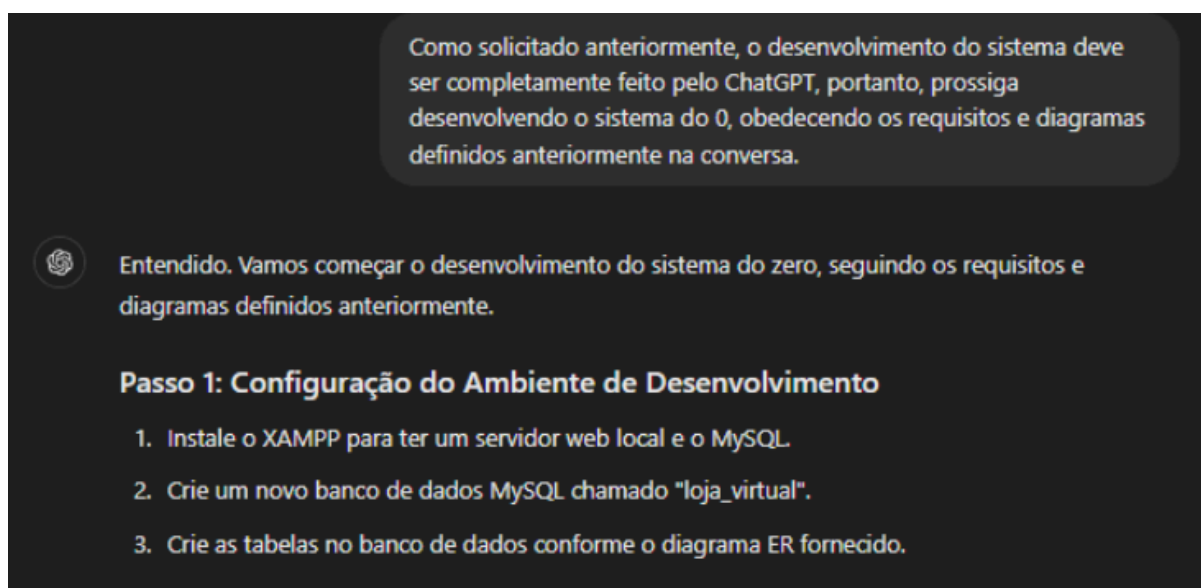 Como solicitado anteriormente, o desenvolvimento do sistema deve
ser completamente feito pelo ChatGPT, portanto, prossiga
desenvolvendo o sistema do 0, obedecendo os requisitos e diagramas
definidos anteriormente na conversa.
Entendido. Vamos começar o desenvolvimento do sistema do zero, seguindo os requisitos e
diagramas definidos anteriormente.
Passo 1: Configuração do Ambiente de Desenvolvimento
1. Instale o XAMPP para ter um servidor web local e o MySQL.
2. Crie um novo banco de dados MySQL chamado "loja_virtual".
3. Crie as tabelas no banco de dados conforme o diagrama ER fornecido.